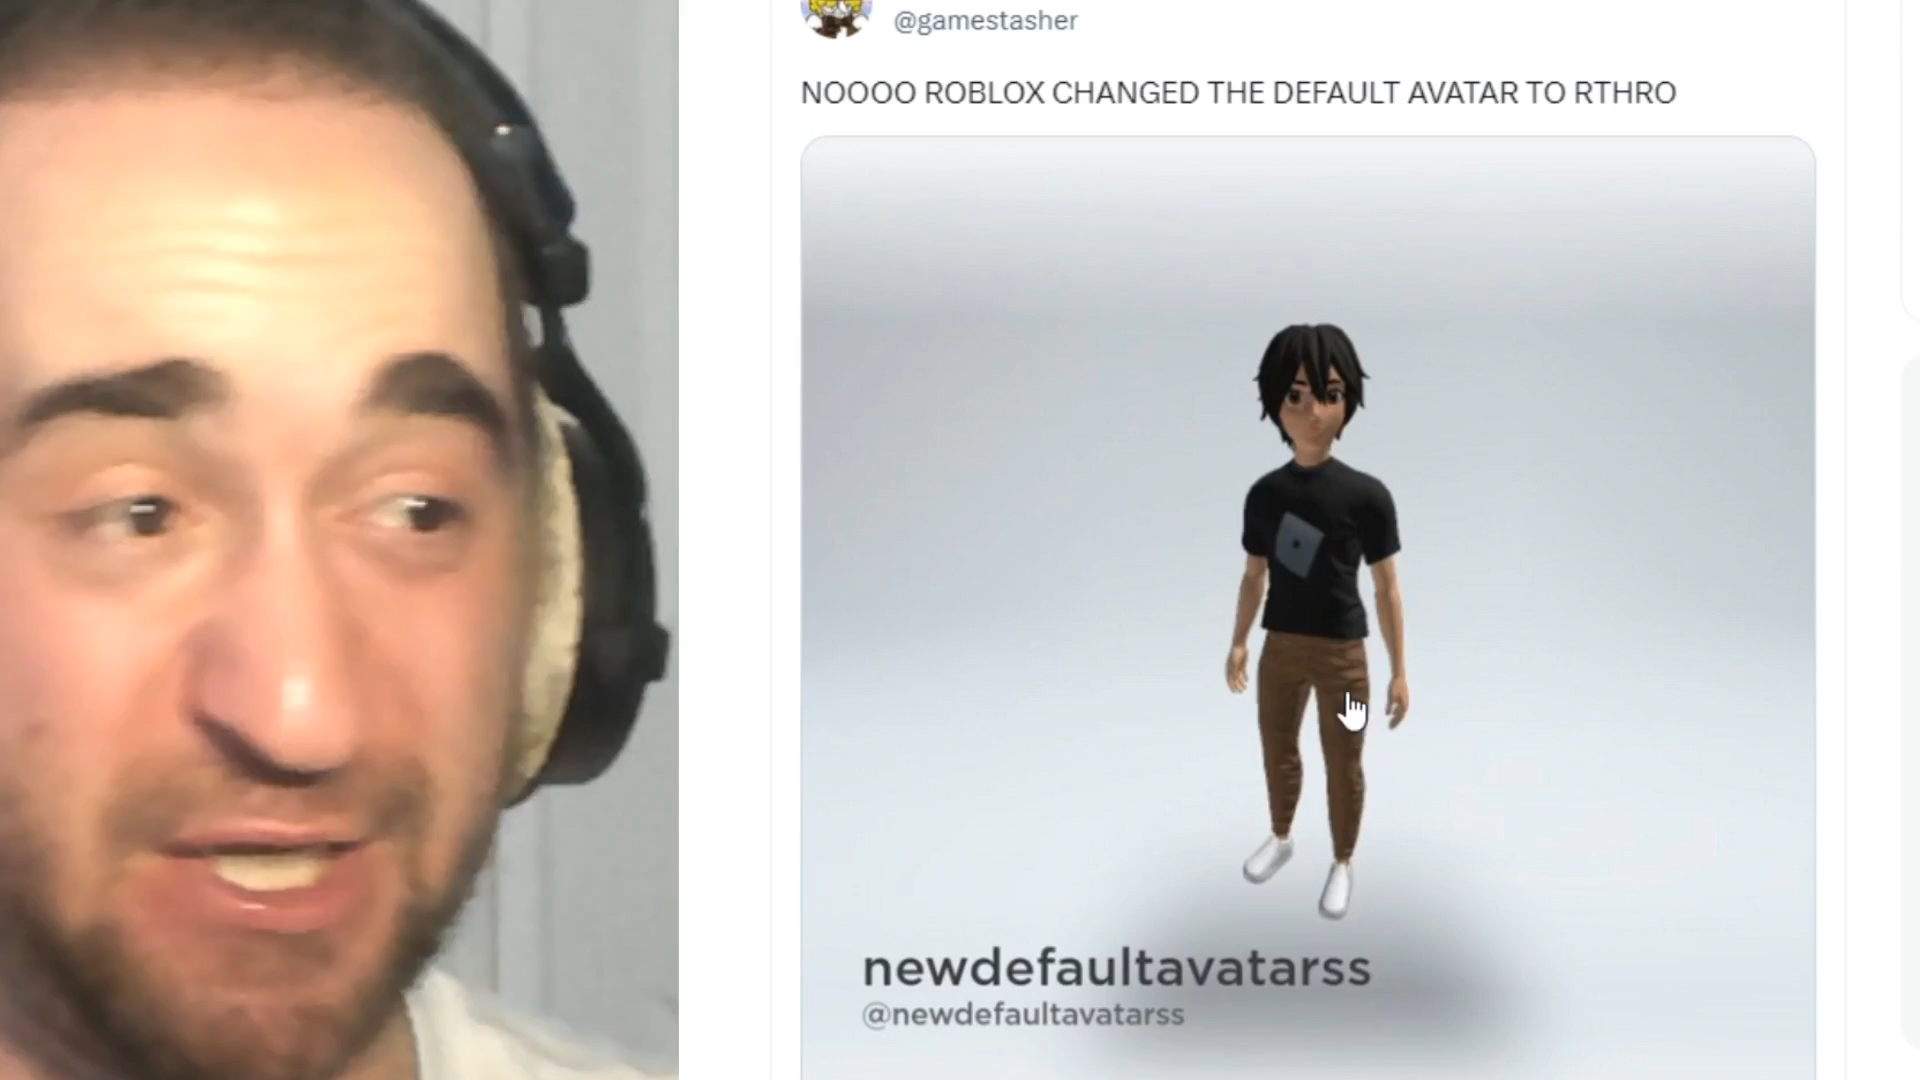 @gamestasher
NOOOO ROBLOX CHANGED THE DEFAULT AVATAR TO RTHRO
newdefaultavatarss
@newdefaultavatarss